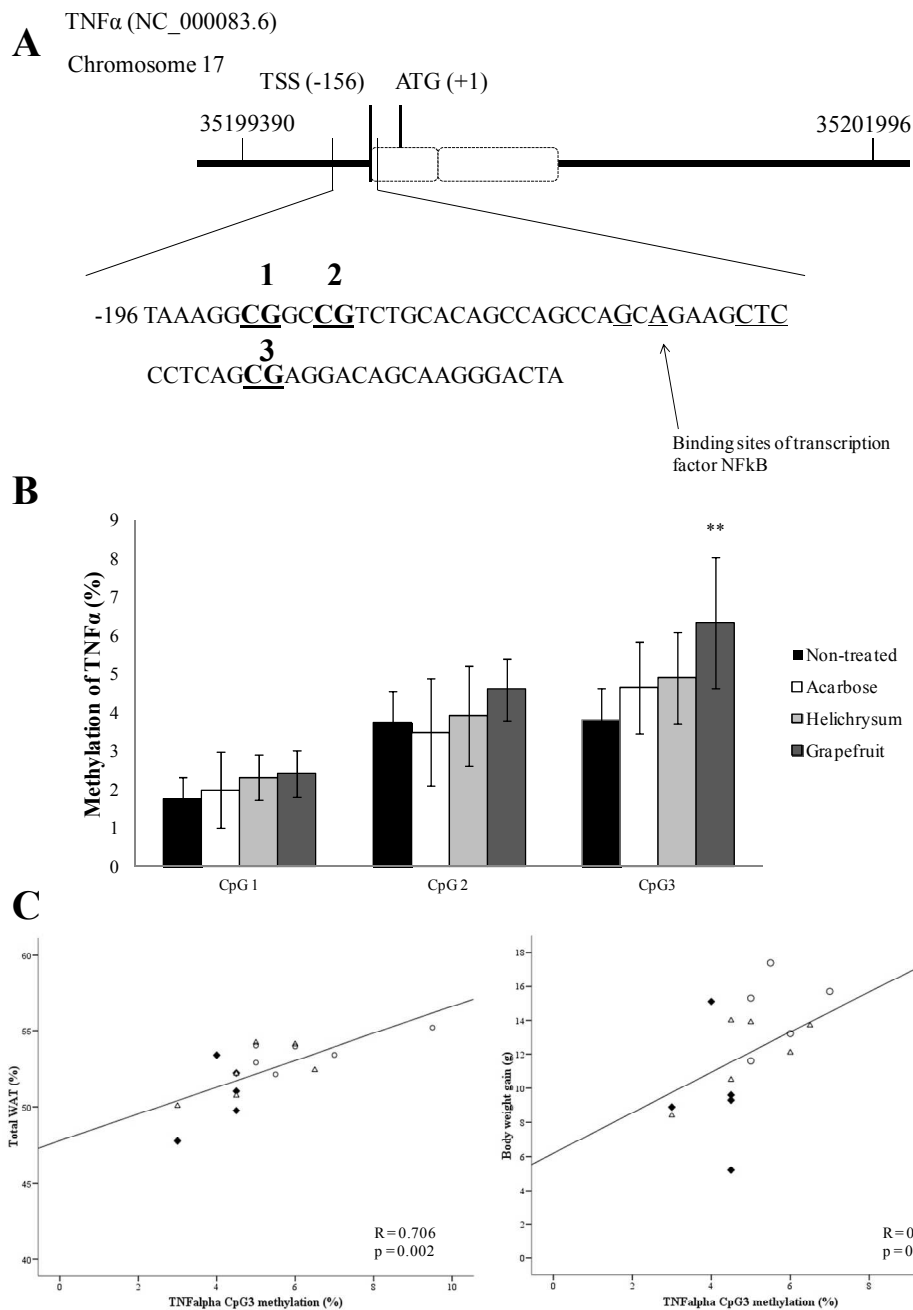 TNFα (NC_000083.6)
A
Chromosome 17
TSS (-156)
ATG (+1)
35199390
35201996
1 2
-196 TAAAGGCGGCCGTCTGCACAGCCAGCCAGCAGAAGCTC
3
CCTCAGCGAGGACAGCAAGGGACTA
Binding sites of transcription
factor NFkB
B
Methylation of TNFα (%)
9
8
7
6
5
4
3
2
1
0
**
CpG 1
CpG 2
CpG3
Non-treated
Acarbose
Helichrysum
Grapefruit
C
Total WAT (%)
60
55
50
45
40
0 2 4 6 8 10
TNFalpha CpG3 methylation (%)
R=0.706
p=0.002
Body weight gain (g)
18
16
14
12
10
8
6
4
2
0
0 2 4 6 8
TNFalpha CpG3 methylation (%)
R=0
p=0